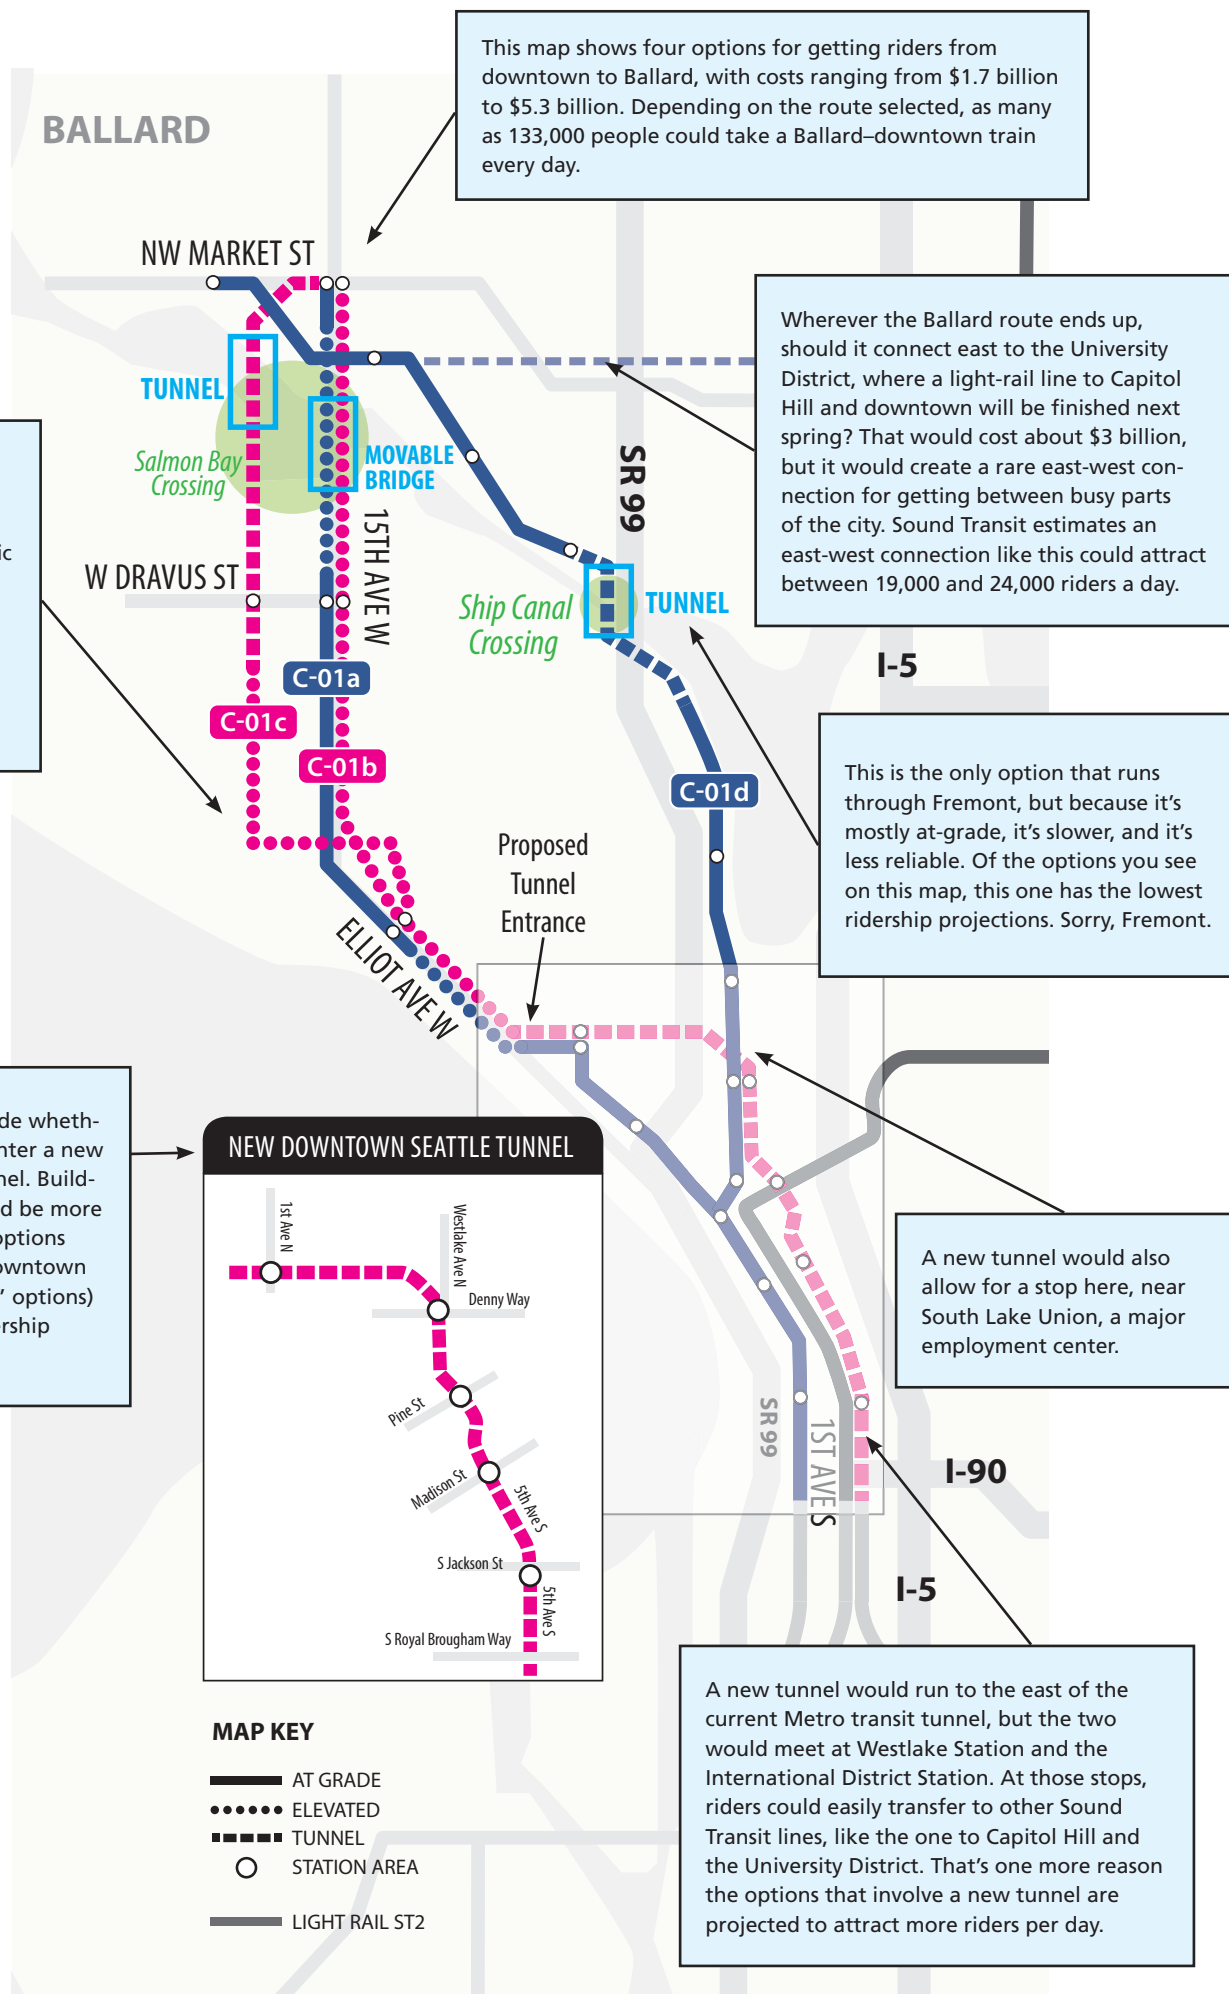 This map shows four options for getting riders from
downtown to Ballard, with costs ranging from $1.7 billion
to $5.3 billion. Depending on the route selected, as many
as 133,000 people could take a Ballard–downtown train
every day.
BALLARD
NW MARKET ST
Wherever the Ballard route ends up,
should it connect east to the University
District, where a light-rail line to Capitol
Hill and downtown will be finished next
spring? That would cost about $3 billion,
but it would create a rare east-west con-
nection for getting between busy parts
of the city. Sound Transit estimates an
east-west connection like this could attract
between 19,000 and 24,000 riders a day.
TUNNEL
Salmon Bay
Crossing
MOVABLE
BRIDGE
SR 99
15TH AVE W
ic
W DRAVUS ST
Ship Canal
Crossing
TUNNEL
I-5
C-01a
C-01c
C-01b
C-01d
This is the only option that runs
through Fremont, but because it's
mostly at-grade, it's slower, and it's
less reliable. Of the options you see
on this map, this one has the lowest
ridership projections. Sorry, Fremont.
Proposed
Tunnel
Entrance
ELLIOT AVE W
de wheth-
nter a new
nel. Build-
d be more
options
owntown
" options)
ership
NEW DOWNTOWN SEATTLE TUNNEL
1st Ave N
Westlake Ave N
Denny Way
Pine St
Madison St
5th Ave S
S Jackson St
5th Ave S
S Royal Brougham Way
A new tunnel would also
allow for a stop here, near
South Lake Union, a major
employment center.
SR 99
1ST AVE S
I-90
I-5
A new tunnel would run to the east of the
current Metro transit tunnel, but the two
would meet at Westlake Station and the
International District Station. At those stops,
riders could easily transfer to other Sound
Transit lines, like the one to Capitol Hill and
the University District. That's one more reason
the options that involve a new tunnel are
projected to attract more riders per day.
MAP KEY
AT GRADE
ELEVATED
TUNNEL
STATION AREA
LIGHT RAIL ST2